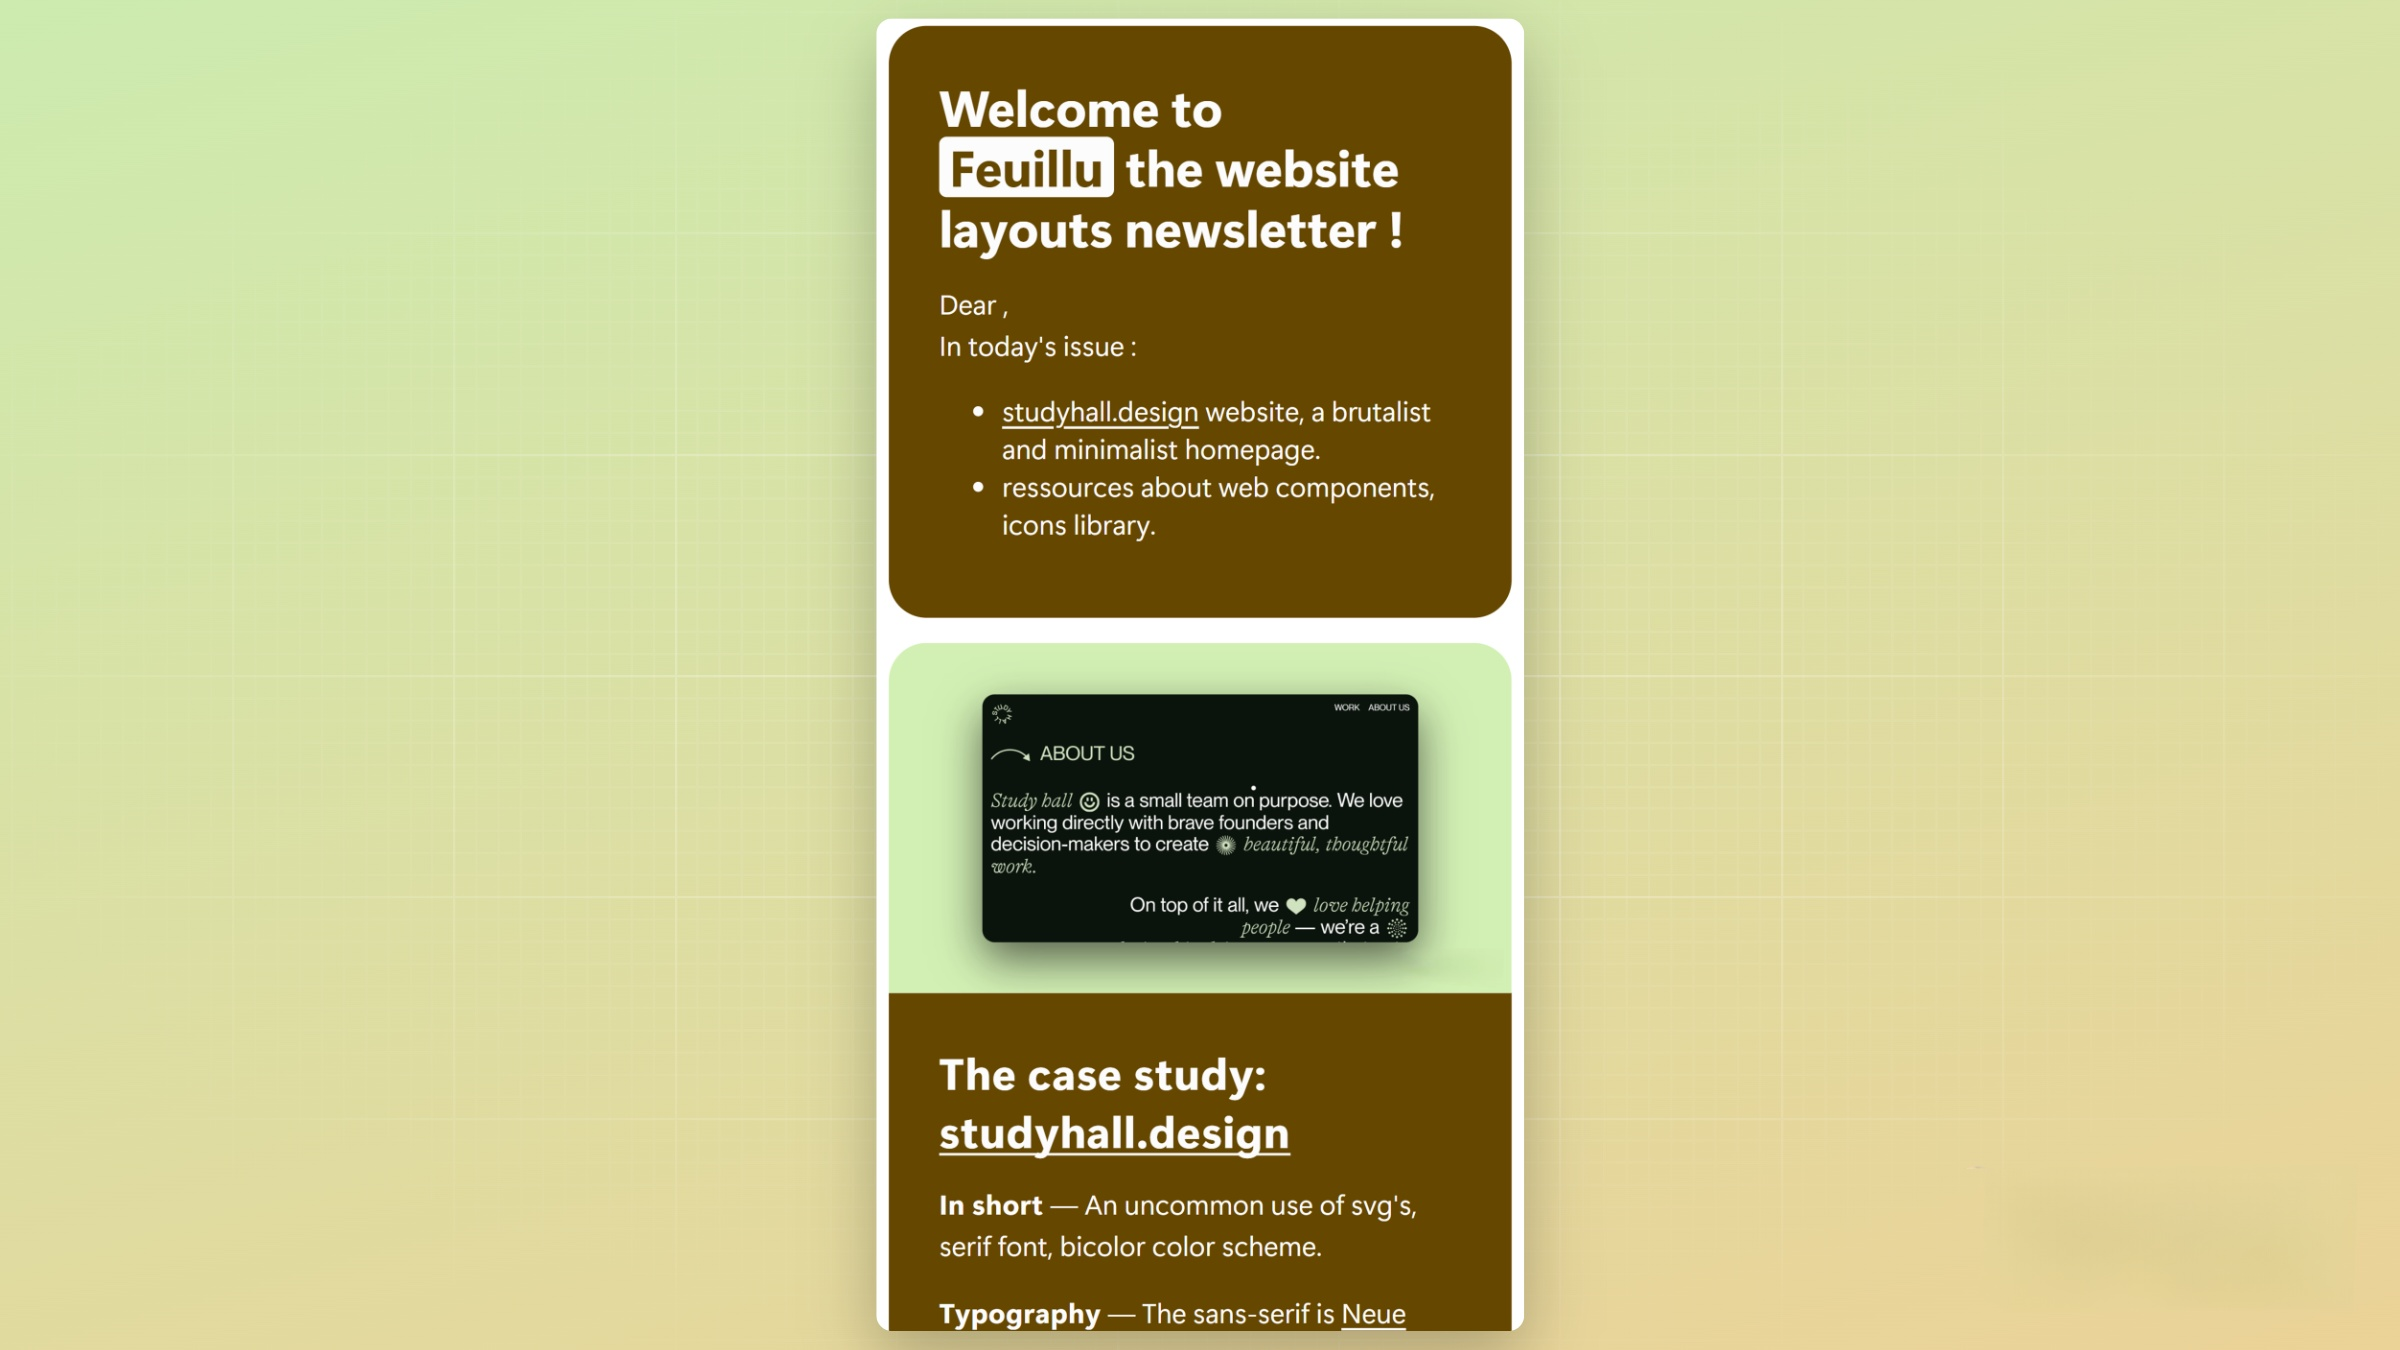 Welcome to
Feuillu the website
layouts newsletter !
Dear ,
In today's issue :
studyhall.design website, a brutalist
and minimalist homepage.
ressources about web components,
icons library.
STUDY HALL
WORK ABOUT US
ABOUT US
Study hall is a small team on purpose. We love
working directly with brave founders and
decision-makers to create beautiful, thoughtful
work.
On top of it all, we love helping
people — we're a
The case study:
studyhall.design
In short — An uncommon use of svg's,
serif font, bicolor color scheme.
Typography — The sans-serif is Neue